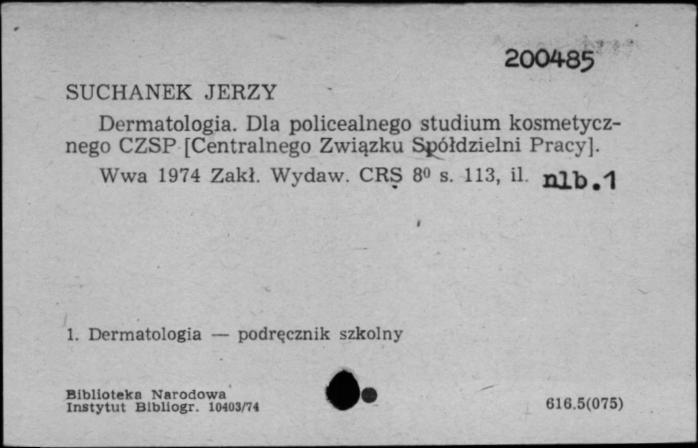 200485
SUCHANEK JERZY
Dermatologia. Dla policealnego studium kosmetycz-
nego CZSP [Centralnego Związku Spółdzielni Pracy].
Wwa 1974 Zakł. Wydaw. CRS 8⁰ s. 113, il. nlb.1
1. Dermatologia — podręcznik szkolny
Biblioteka Narodowa
Instytut Bibliogr. 10403/74
616.5(075)